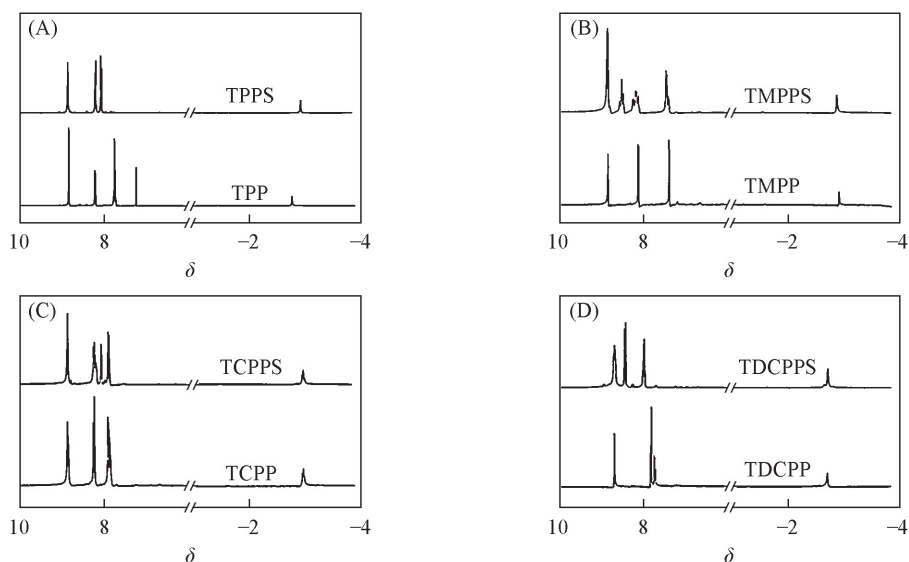 (A)
TPPS
TPP
10 8 −2 −4
δ
(B)
TMPPS
TMPP
10 8 −2 −4
δ
(C)
TCPPS
TCPP
10 8 −2 −4
δ
(D)
TDCPPS
TDCPP
10 8 −2 −4
δ